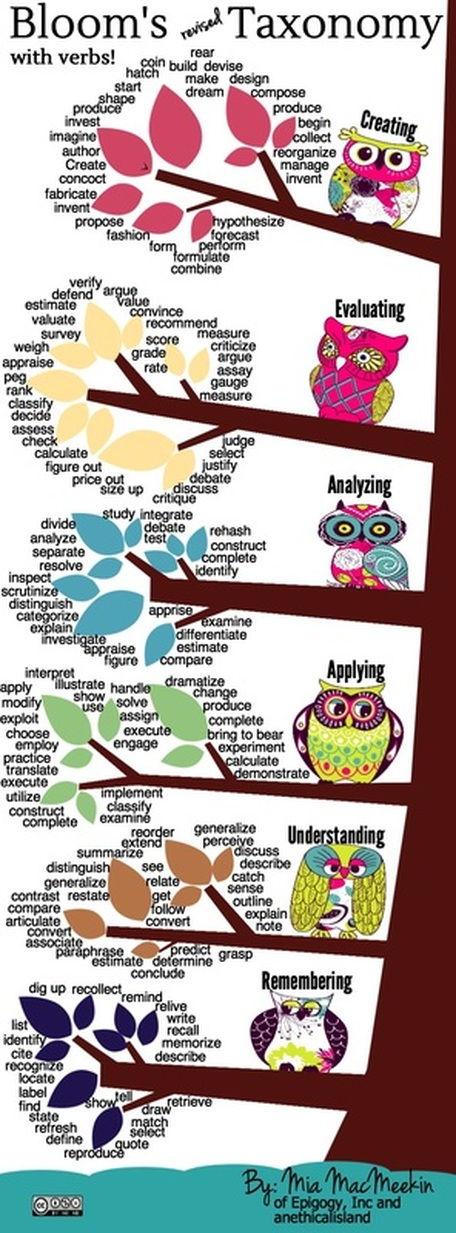 Bloom's revised Taxonomy
with verbs!
rear
coin build devise
hatch make design
start dream compose
shape
produce produce
invest begin
imagine collect
author reorganize
Create manage
concoct invent
fabricate
invent hypothesize
propose forecast
fashion perform
form formulate
combine
Creating
verify
defend argue
estimate value
valuate convince
survey recommend
weigh score measure
appraise grade criticize
peg rate argue
rank assay
classify gauge
decide measure
assess
check judge
calculate select
figure out justify
price out debate
size up discuss
critique
Evaluating
study integrate
divide debate
analyze test rehash
separate construct
resolve complete
inspect identify
scrutinize
distinguish apprise
categorize examine
explain differentiate
investigate estimate
appraise compare
figure
Analyzing
interpret dramatize
apply illustrate handle change
modify show solve produce
exploit use assign complete
choose execute bring to bear
employ engage experiment
practice calculate
translate demonstrate
execute
utilize implement
construct classify
complete examine
Applying
reorder generalize
extend perceive
summarize discuss
distinguish see describe
generalize relate catch
restate get sense
contrast follow outline
compare convert explain
articulate note
convert
associate
paraphrase predict grasp
estimate determine
conclude
Understanding
dig up recollect
remind
relive
list write
identify recall
cite memorize
recognize describe
locate
label tell retrieve
find show draw
state match
refresh select
define quote
reproduce
Remembering
By: Mia MacMeekin
of Epigogy, Inc and
anethicalisland